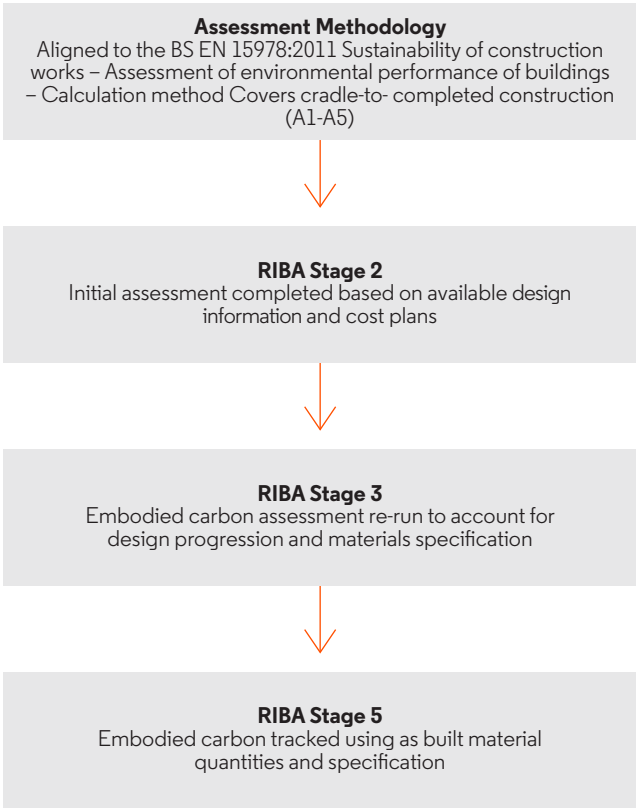 Assessment Methodology
Aligned to the BS EN 15978:2011 Sustainability of construction
works – Assessment of environmental performance of buildings
– Calculation method Covers cradle-to- completed construction
(A1-A5)
RIBA Stage 2
Initial assessment completed based on available design
information and cost plans
RIBA Stage 3
Embodied carbon assessment re-run to account for
design progression and materials specification
RIBA Stage 5
Embodied carbon tracked using as built material
quantities and specification